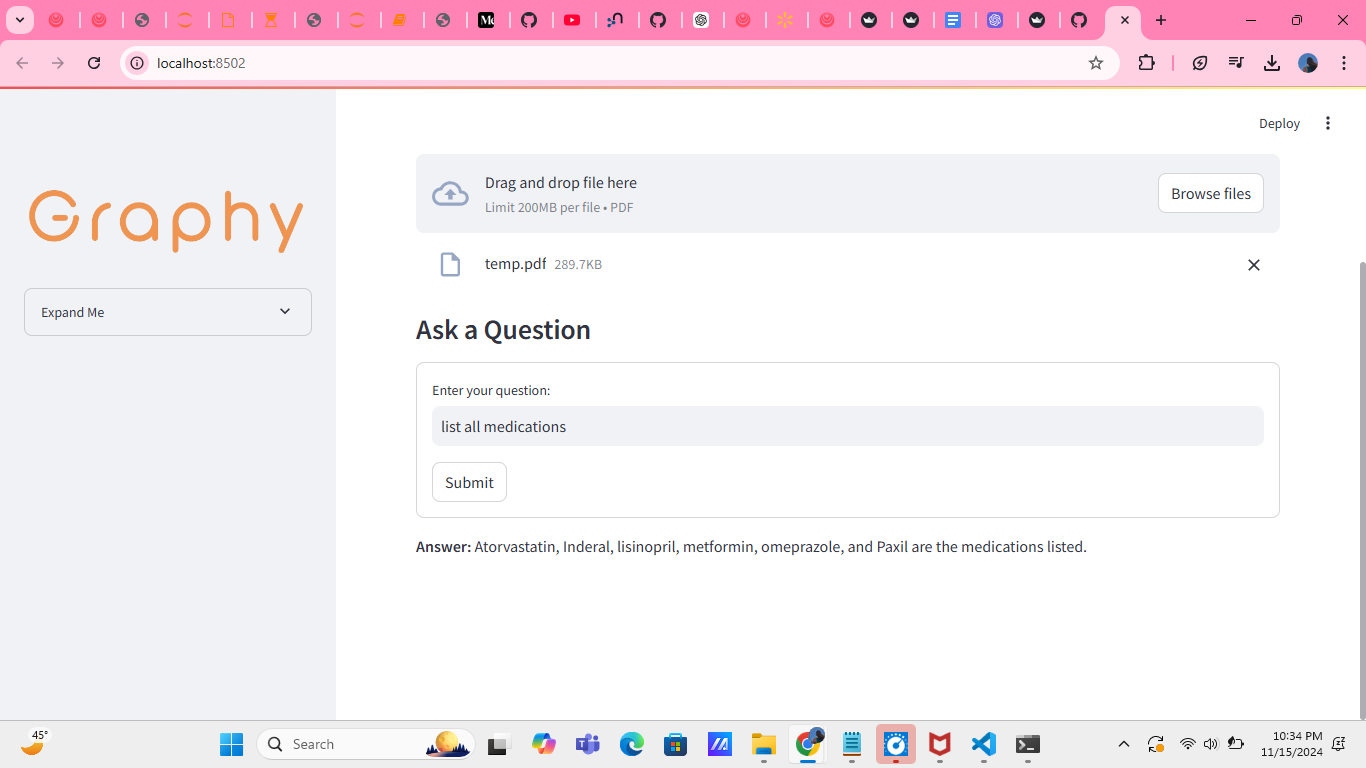 localhost:8502
Deploy
Graphy
Expand Me
Drag and drop file here
Limit 200MB per file • PDF
Browse files
temp.pdf 289.7KB
Ask a Question
Enter your question:
list all medications
Submit
Answer: Atorvastatin, Inderal, lisinopril, metformin, omeprazole, and Paxil are the medications listed.
45°
Search
10:34 PM
11/15/2024